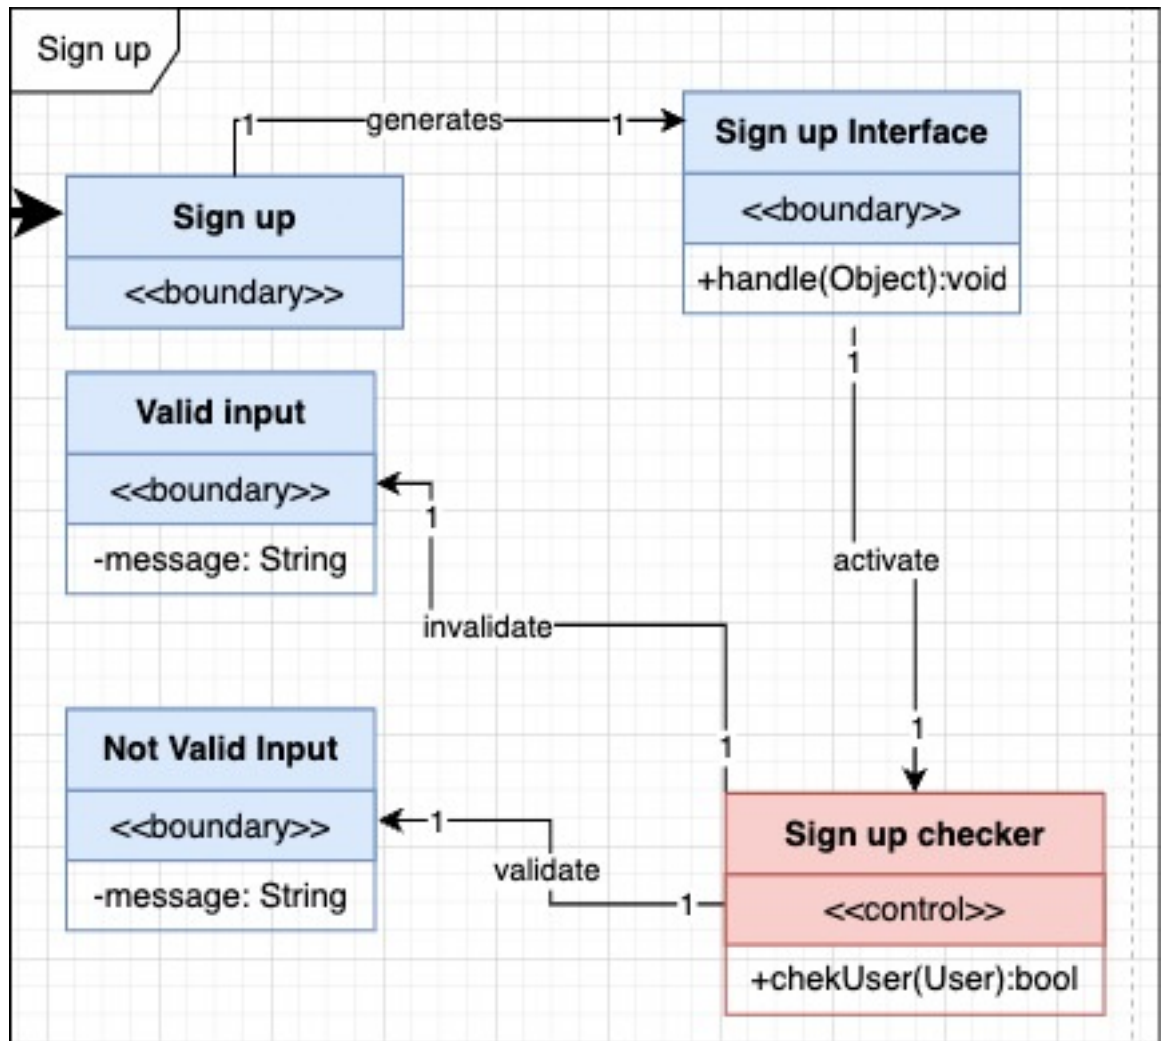 Sign up
1
generates
1
Sign up Interface
<<boundary>>
+handle(Object):void
Sign up
<<boundary>>
1
Valid input
<<boundary>>
-message: String
1
activate
invalidate
1
1
Not Valid Input
<<boundary>>
-message: String
1
validate
1
Sign up checker
<<control>>
+chekUser(User):bool